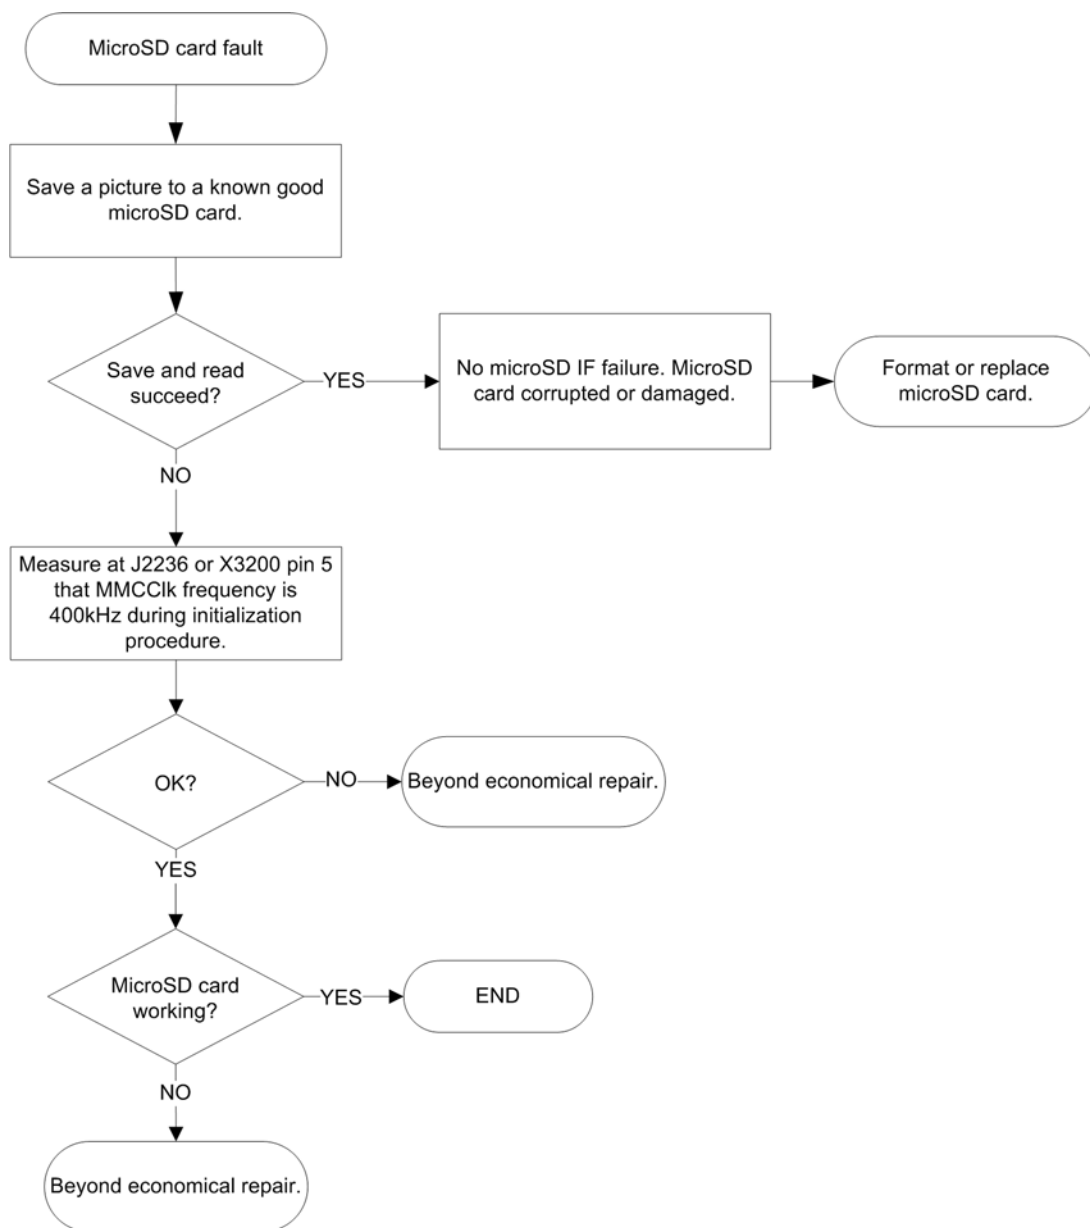 MicroSD card fault
Save a picture to a known good
microSD card.
Save and read
succeed?
YES
No microSD IF failure. MicroSD
card corrupted or damaged.
Format or replace
microSD card.
NO
Measure at J2236 or X3200 pin 5
that MMCClk frequency is
400kHz during initialization
procedure.
OK?
NO
Beyond economical repair.
YES
MicroSD card
working?
YES
END
NO
Beyond economical repair.